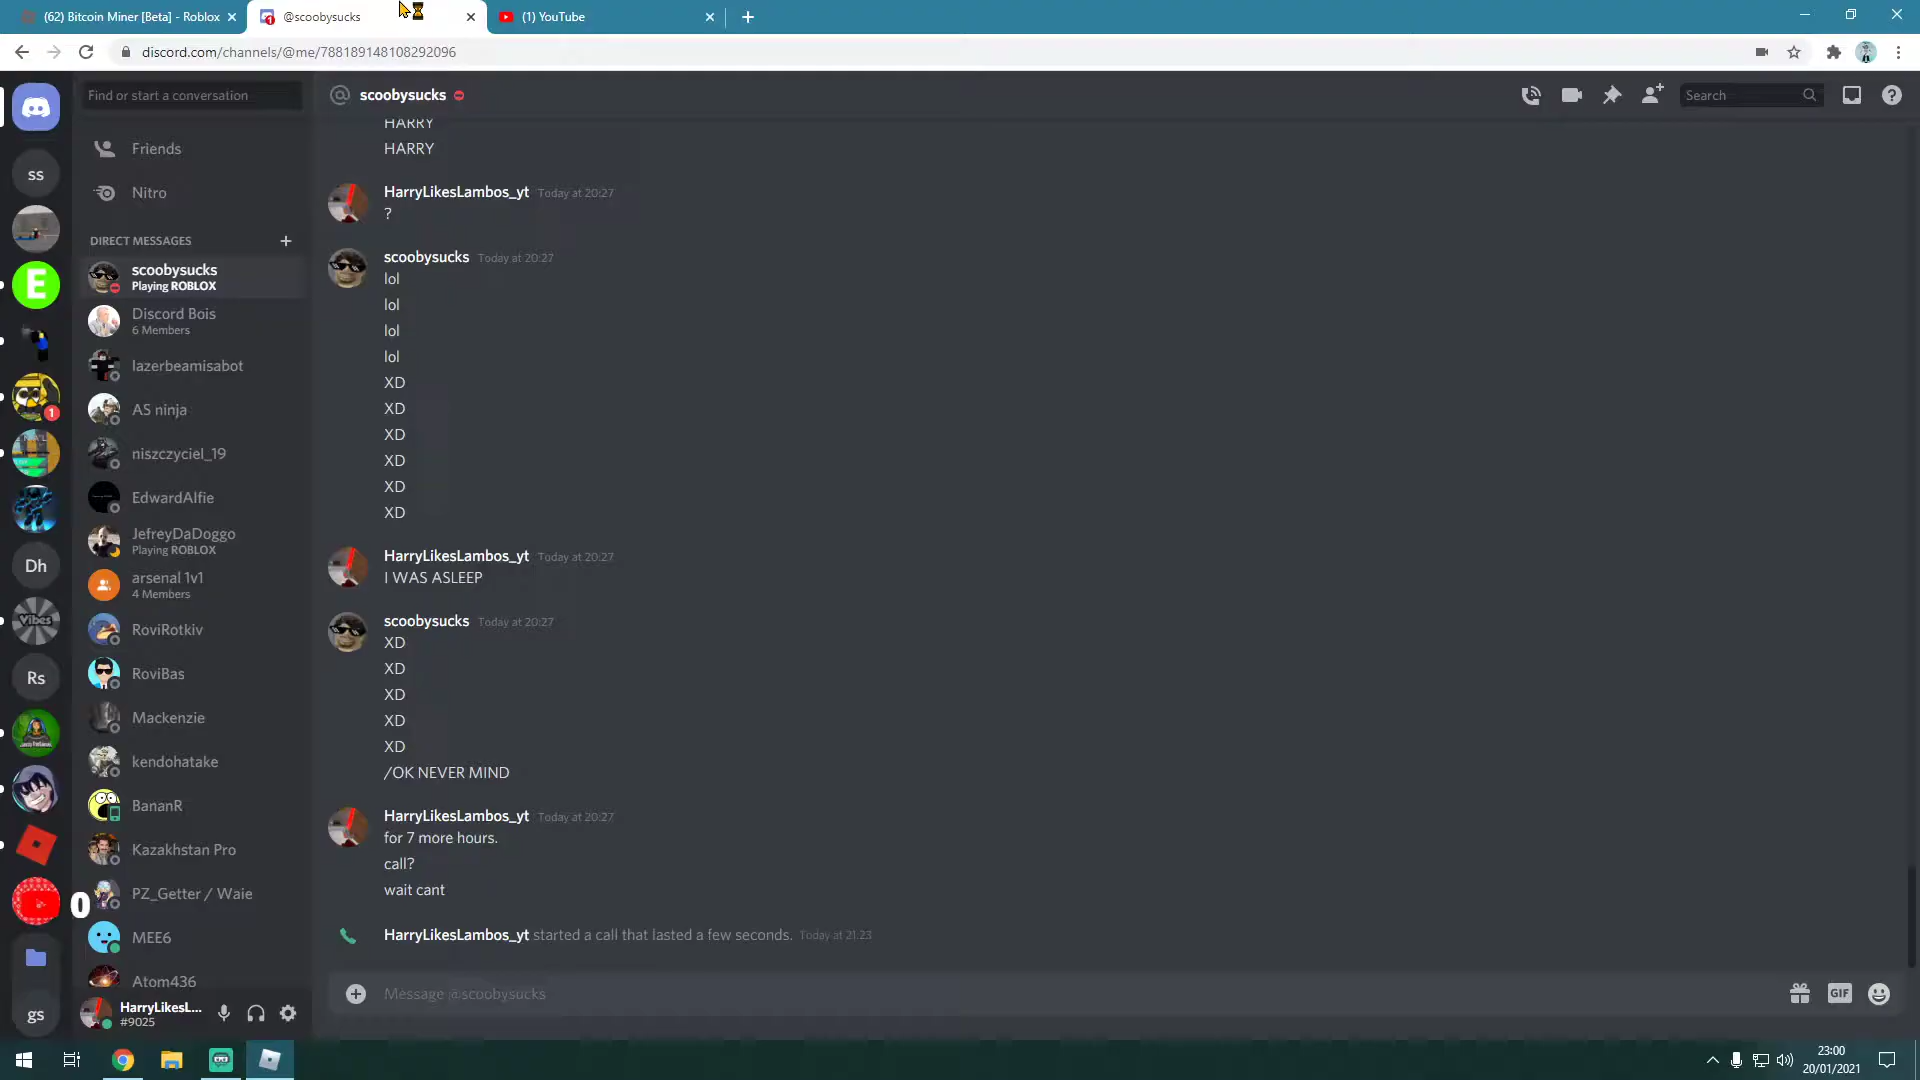 (62) Bitcoin Miner [Beta] - Roblox
@scoobysucks
(1) YouTube
discord.com/channels/@me/788189148108292096
Find or start a conversation
scoobysucks
Search
Friends
Nitro
DIRECT MESSAGES
scoobysucks
Playing ROBLOX
Discord Bois
6 Members
lazerbeamisabot
AS ninja
niszczyciel_19
EdwardAlfie
JefreyDaDoggo
Playing ROBLOX
arsenal 1v1
4 Members
RoviRotkiv
RoviBas
Mackenzie
kendohatake
BananR
Kazakhstan Pro
PZ_Getter / Waie
MEE6
Atom436
HarryLikesL...
#9025
ss
E
1
Dh
Vibes
Rs
0
gs
HARRY
HARRY
HarryLikesLambos_yt Today at 20:27
?
scoobysucks Today at 20:27
lol
lol
lol
lol
XD
XD
XD
XD
XD
XD
HarryLikesLambos_yt Today at 20:27
I WAS ASLEEP
scoobysucks Today at 20:27
XD
XD
XD
XD
XD
/OK NEVER MIND
HarryLikesLambos_yt Today at 20:27
for 7 more hours.
call?
wait cant
HarryLikesLambos_yt started a call that lasted a few seconds. Today at 21:23
Message @scoobysucks
GIF
23:00
20/01/2021